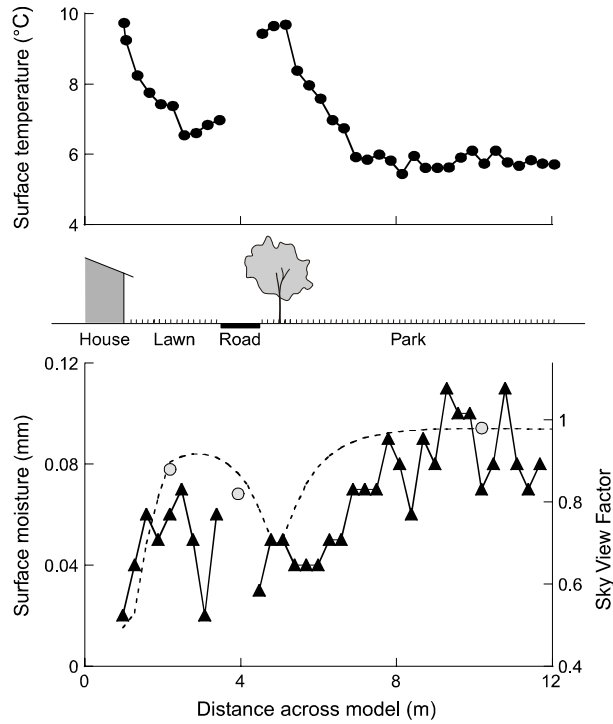 Surface temperature (°C)
10
8
6
4
House Lawn Road Park
Surface moisture (mm)
0.12
0.08
0.04
0
1
0.8
0.6
0.4
Sky View Factor
0 4 8 12
Distance across model (m)